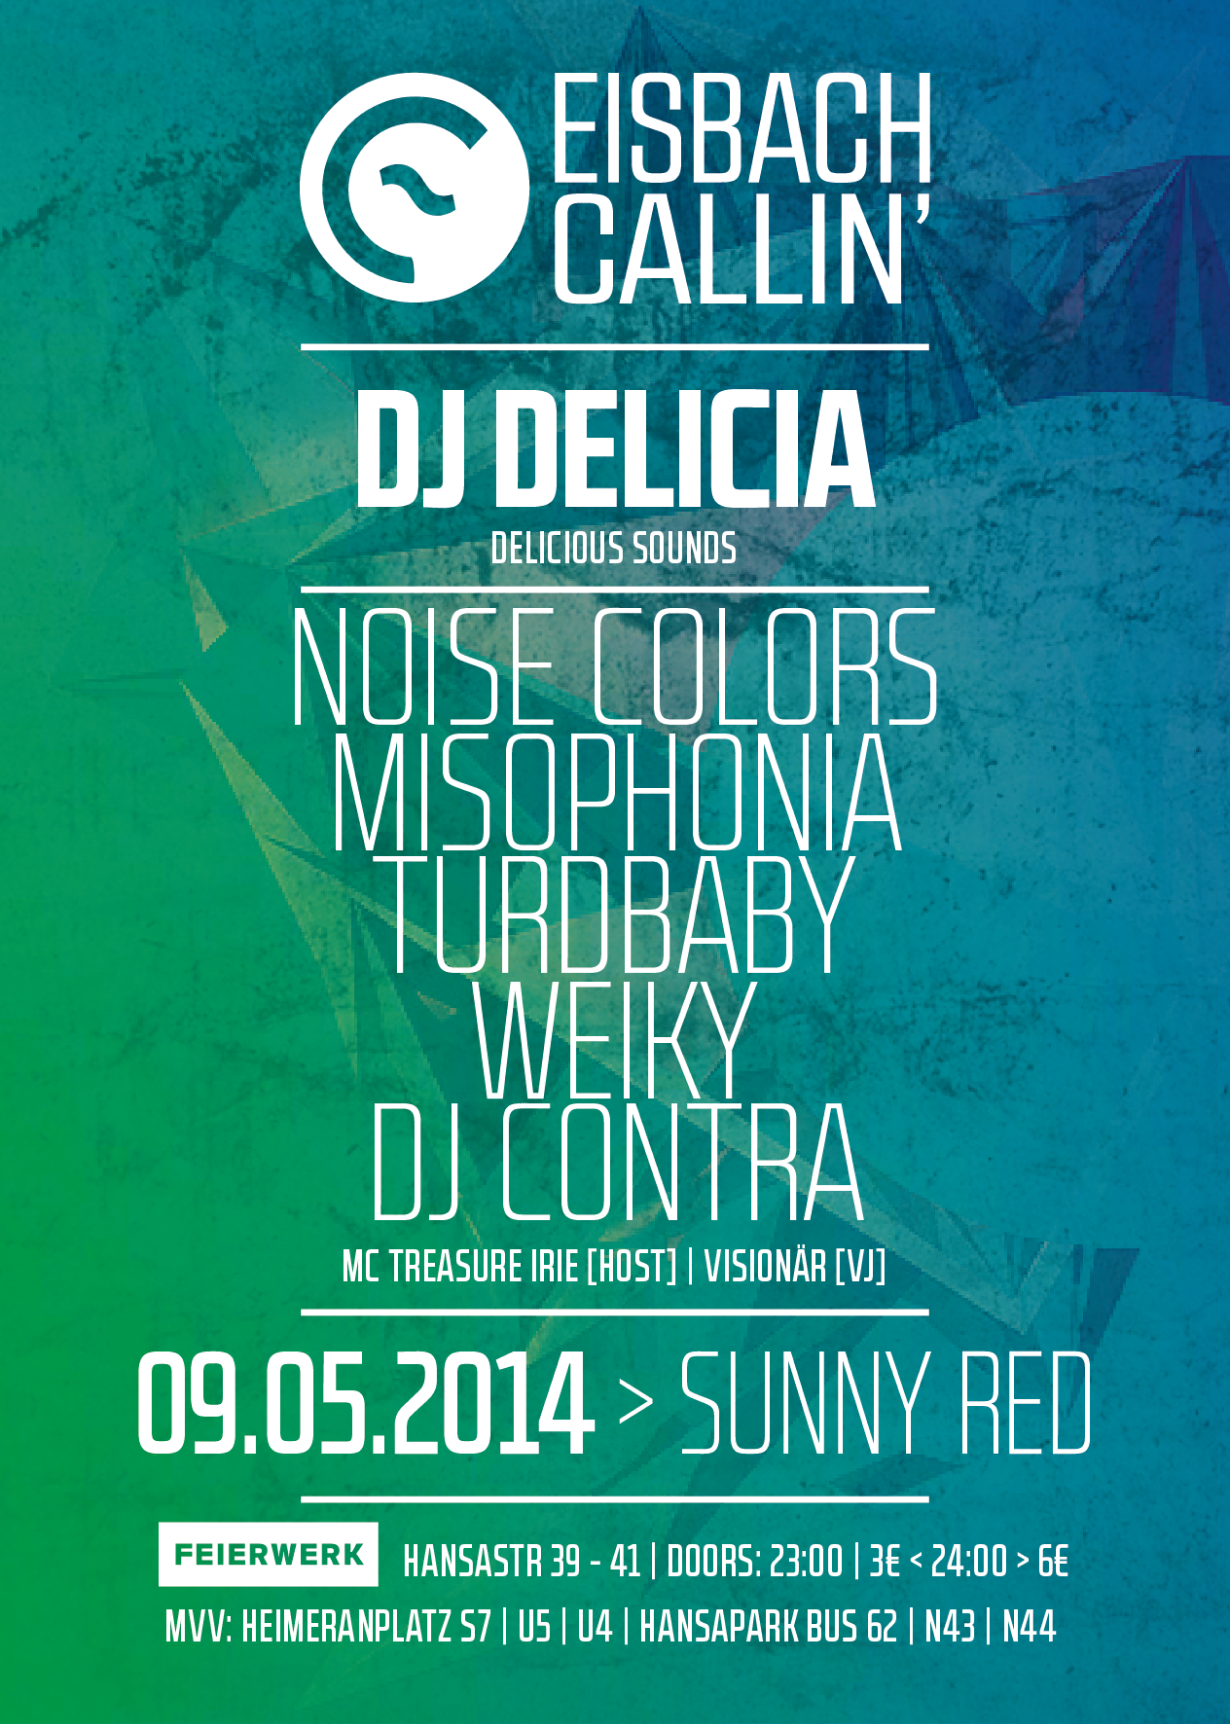 EISBACH
CALLIN'
DJ DELICIA
DELICIOUS SOUNDS
NOISE COLORS
MISOPHONIA
TURDBABY
WEIKY
DJ CONTRA
MC TREASURE IRIE [HOST] | VISIONÄR [VJ]
09.05.2014 > SUNNY RED
FEIERWERK HANSASTR 39 - 41 | DOORS: 23:00 | 3€ < 24:00 > 6€
MVV: HEIMERANPLATZ S7 | U5 | U4 | HANSAPARK BUS 62 | N43 | N44